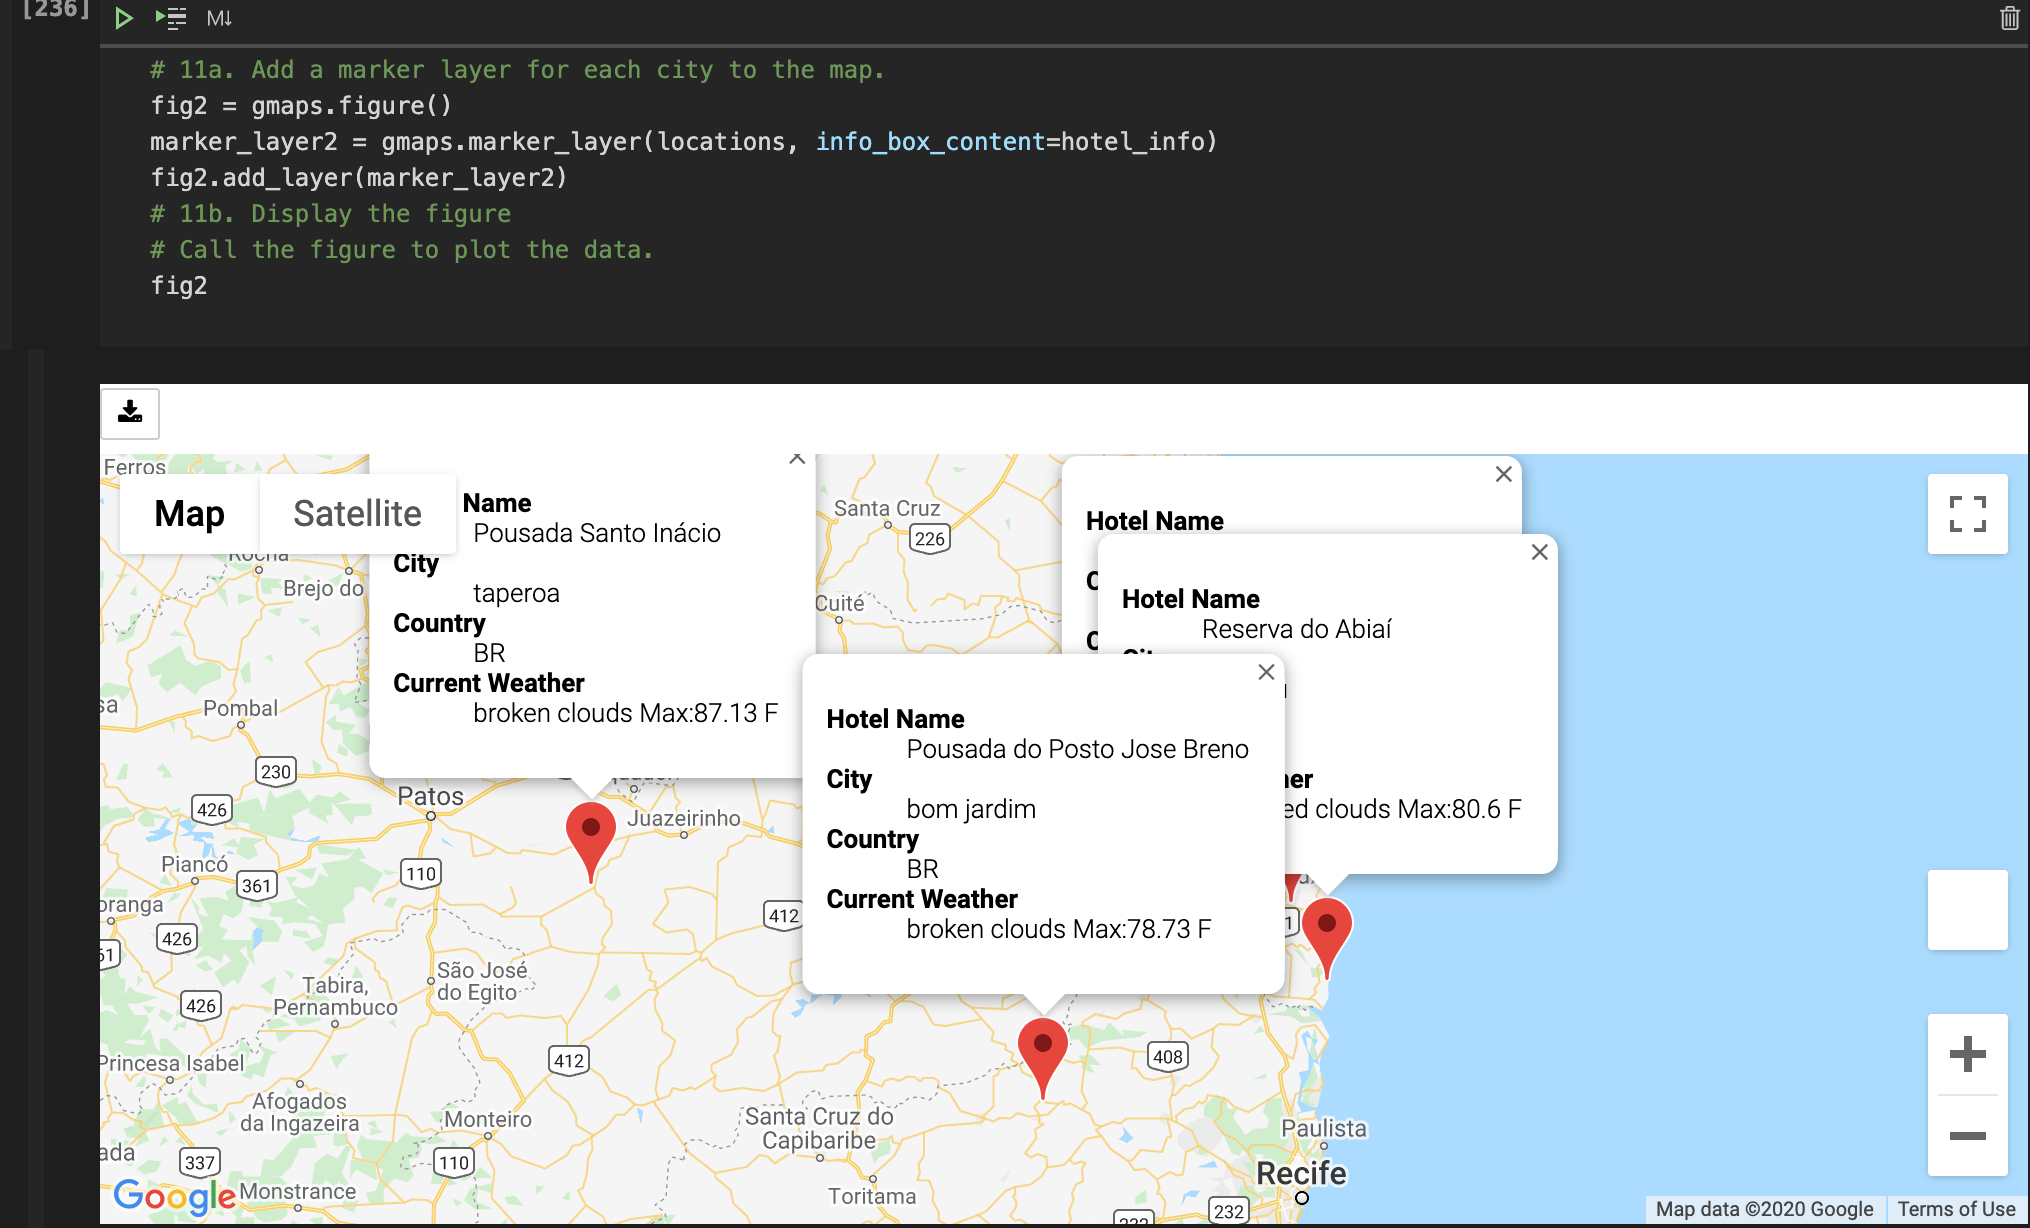 [236]
M↓
# 11a. Add a marker layer for each city to the map.
fig2 = gmaps.figure()
marker_layer2 = gmaps.marker_layer(locations, info_box_content=hotel_info)
fig2.add_layer(marker_layer2)
# 11b. Display the figure
# Call the figure to plot the data.
fig2
Ferros
Map
Satellite
Name
Pousada Santo Inácio
City
taperoa
Country
BR
Current Weather
broken clouds Max:87.13 F
Brejo do
Santa Cruz
226
Cuité
Hotel Name
Hotel Name
Reserva do Abiaí
Hotel Name
Pousada do Posto Jose Breno
City
bom jardim
Country
BR
Current Weather
broken clouds Max:78.73 F
ed clouds Max:80.6 F
Pombal
230
426
Patos
Juazeirinho
Piancó
361
110
412
oranga
426
São José
do Egito
Tabira,
Pernambuco
426
Princesa Isabel
412
408
Afogados
da Ingazeira
Monteiro
Santa Cruz do
Capibaribe
Paulista
ada
337
110
Recife
Google
Monstrance
Toritama
232
232
Map data ©2020 Google
Terms of Use